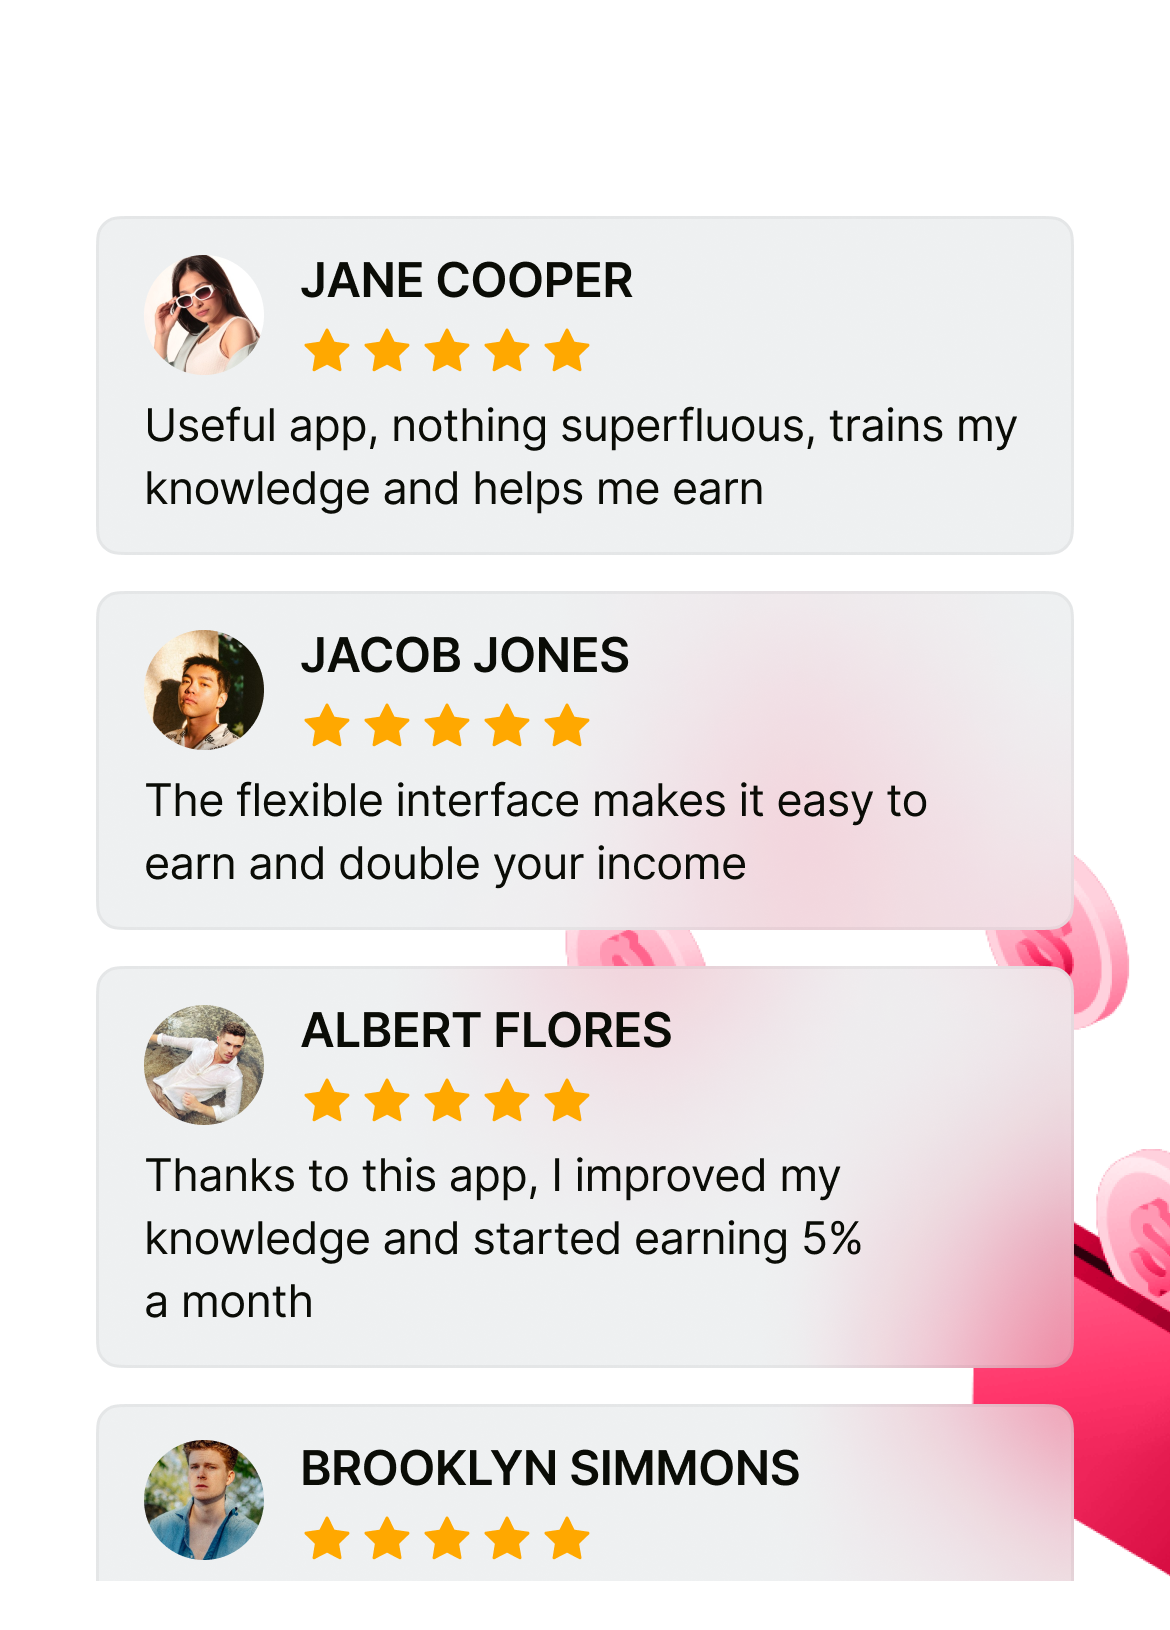 JANE COOPER
Useful app, nothing superfluous, trains my
knowledge and helps me earn
JACOB JONES
The flexible interface makes it easy to
earn and double your income
ALBERT FLORES
Thanks to this app, I improved my
knowledge and started earning 5%
a month
BROOKLYN SIMMONS